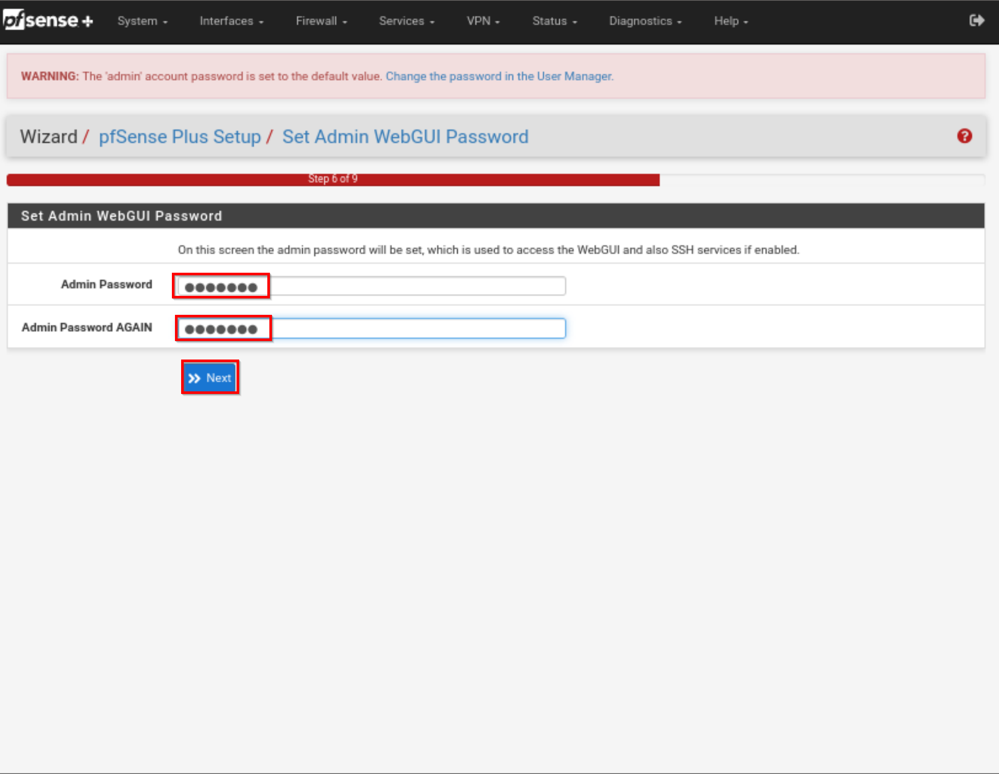 pfsense+ System Interfaces Firewall Services VPN Status Diagnostics Help
WARNING: The 'admin' account password is set to the default value. Change the password in the User Manager.
Wizard / pfSense Plus Setup / Set Admin WebGUI Password
Step 6 of 9
Set Admin WebGUI Password
On this screen the admin password will be set, which is used to access the WebGUI and also SSH services if enabled.
Admin Password ●●●●●●●
Admin Password AGAIN ●●●●●●●
Next